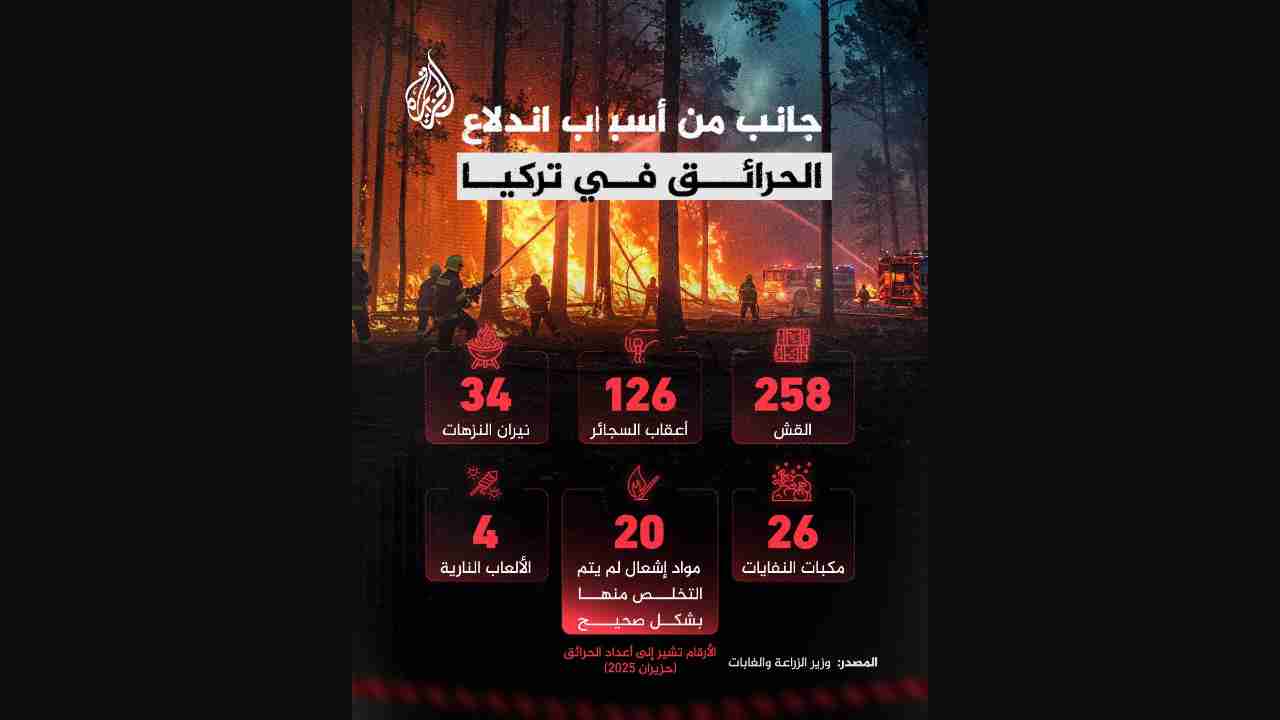 الجزيرة
جانب من أسباب اندلاع
الحرائق في تركيا
258
القش
126
أعقاب السجائر
34
نيران النزهات
26
مكبات النفايات
20
مواد إشعال لم يتم
التخلص منها
بشكل صحيح
4
الألعاب النارية
الأرقام تشير إلى أعداد الحرائق
(حزيران 2025)
المصدر: وزير الزراعة والغابات